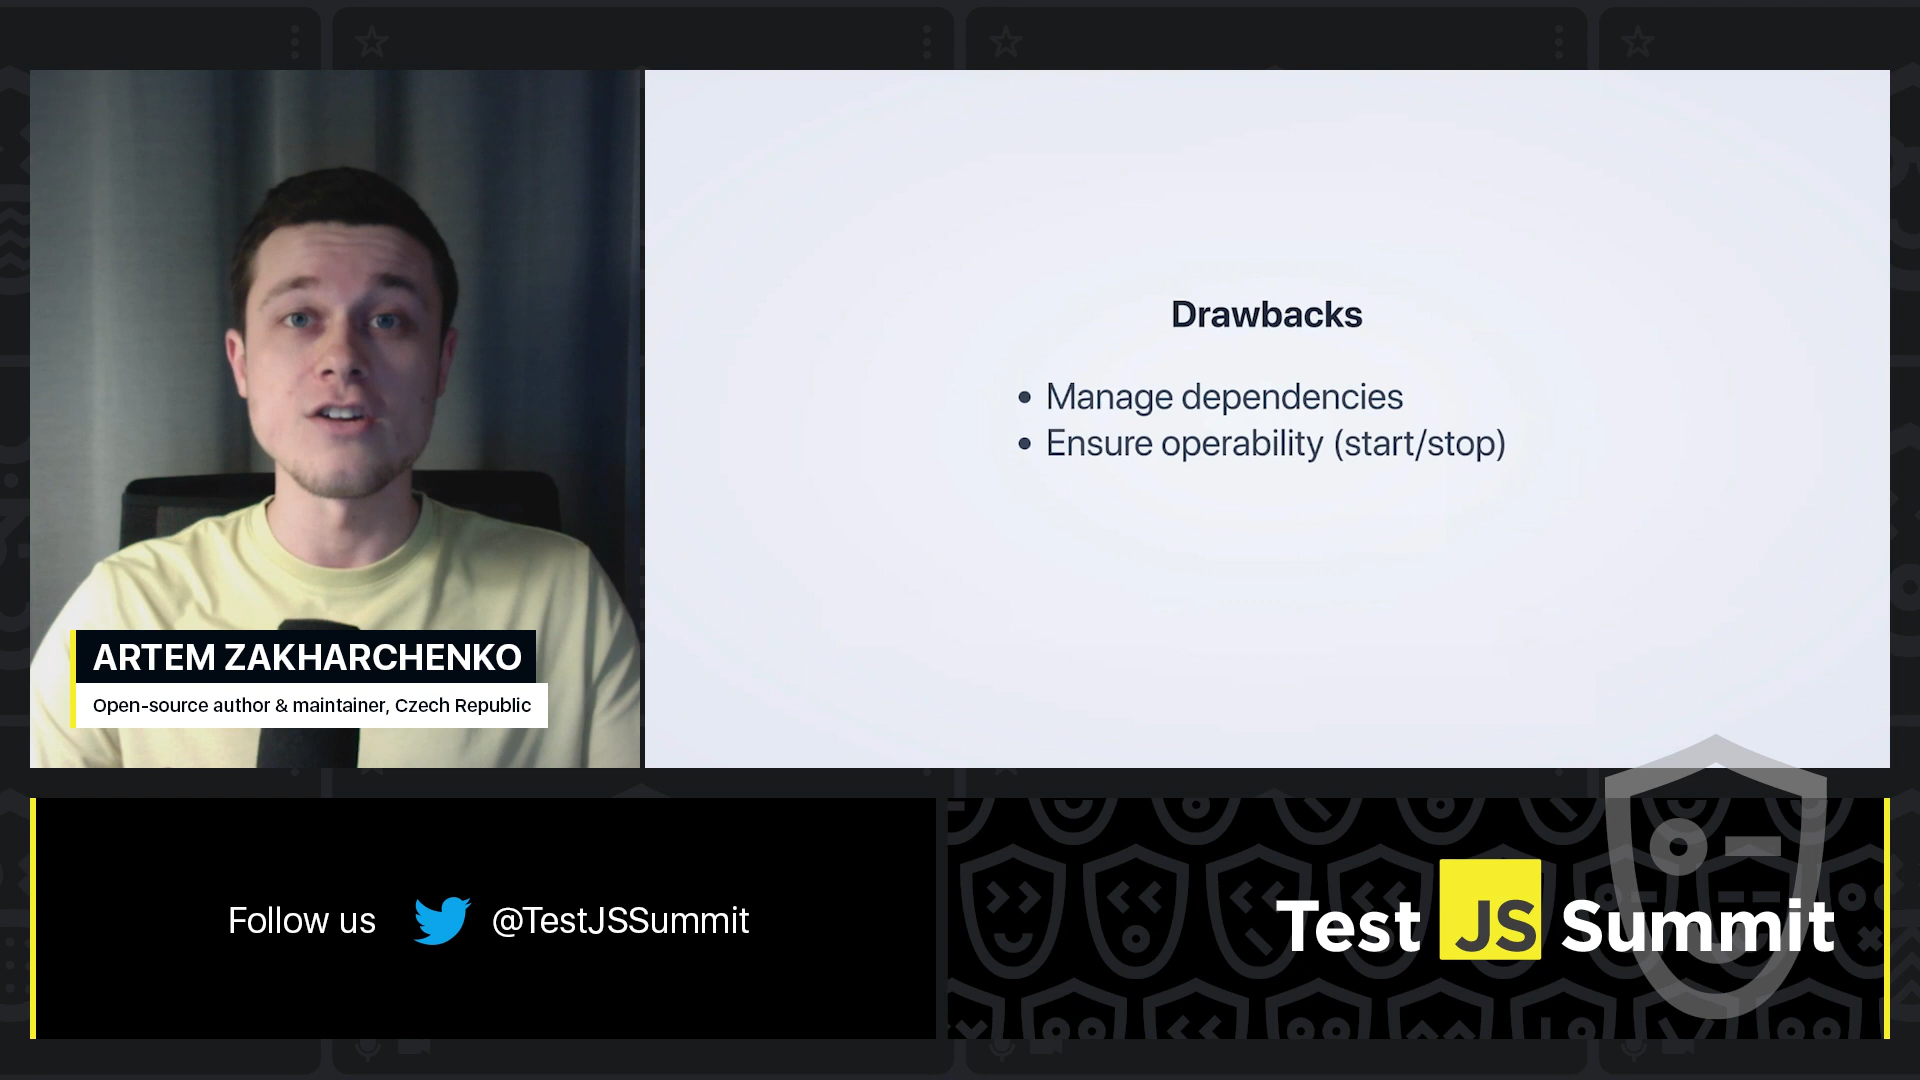 Drawbacks
• Manage dependencies
• Ensure operability (start/stop)
ARTEM ZAKHARCHENKO
Open-source author & maintainer, Czech Republic
Follow us @TestJSSummit
Test JS Summit